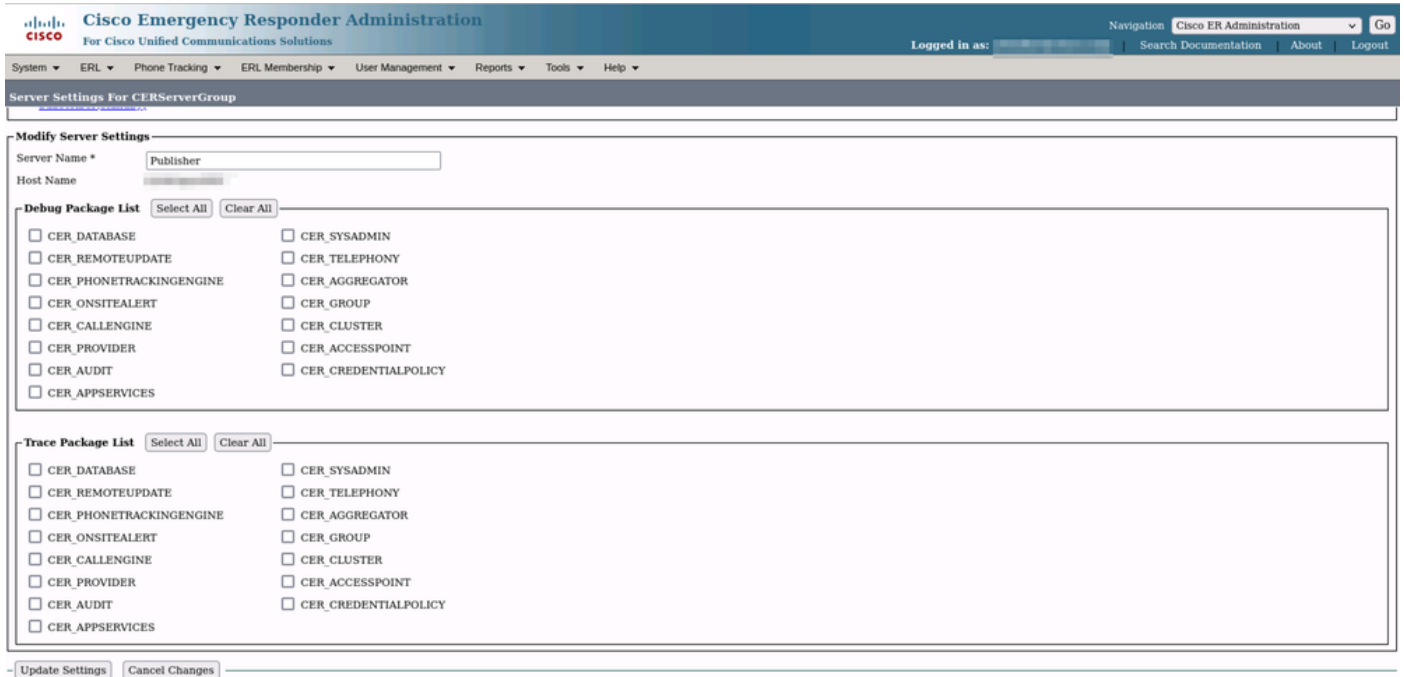 Cisco Emergency Responder Administration
Navigation Cisco ER Administration Go
CISCO
For Cisco Unified Communications Solutions
Logged in as: | Search Documentation | About | Logout
System ERL Phone Tracking ERL Membership User Management Reports Tools Help
Server Settings For CERServerGroup
Modify Server Settings
Server Name * Publisher
Host Name
Debug Package List Select All Clear All
CER_DATABASE CER_SYSADMIN
CER_REMOTEUPDATE CER_TELEPHONY
CER_PHONETRACKINGENGINE CER_AGGREGATOR
CER_ONSITEALERT CER_GROUP
CER_CALLENGINE CER_CLUSTER
CER_PROVIDER CER_ACCESSPOINT
CER_AUDIT CER_CREDENTIALPOLICY
CER_APPSERVICES
Trace Package List Select All Clear All
CER_DATABASE CER_SYSADMIN
CER_REMOTEUPDATE CER_TELEPHONY
CER_PHONETRACKINGENGINE CER_AGGREGATOR
CER_ONSITEALERT CER_GROUP
CER_CALLENGINE CER_CLUSTER
CER_PROVIDER CER_ACCESSPOINT
CER_AUDIT CER_CREDENTIALPOLICY
CER_APPSERVICES
Update Settings Cancel Changes